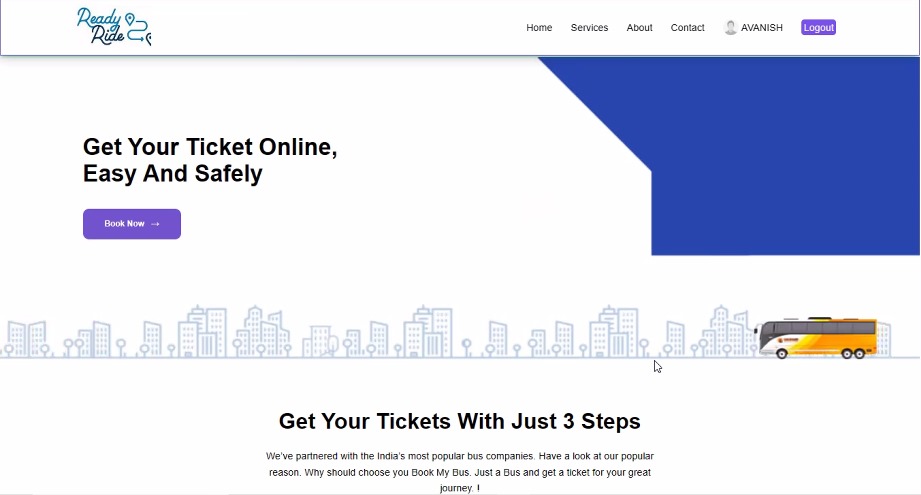 Ready
Ride
Home Services About Contact AVANISH Logout
Get Your Ticket Online,
Easy And Safely
Book Now →
Get Your Tickets With Just 3 Steps
We've partnered with the India's most popular bus companies. Have a look at our popular
reason. Why should choose you Book My Bus. Just a Bus and get a ticket for your great
journey. !